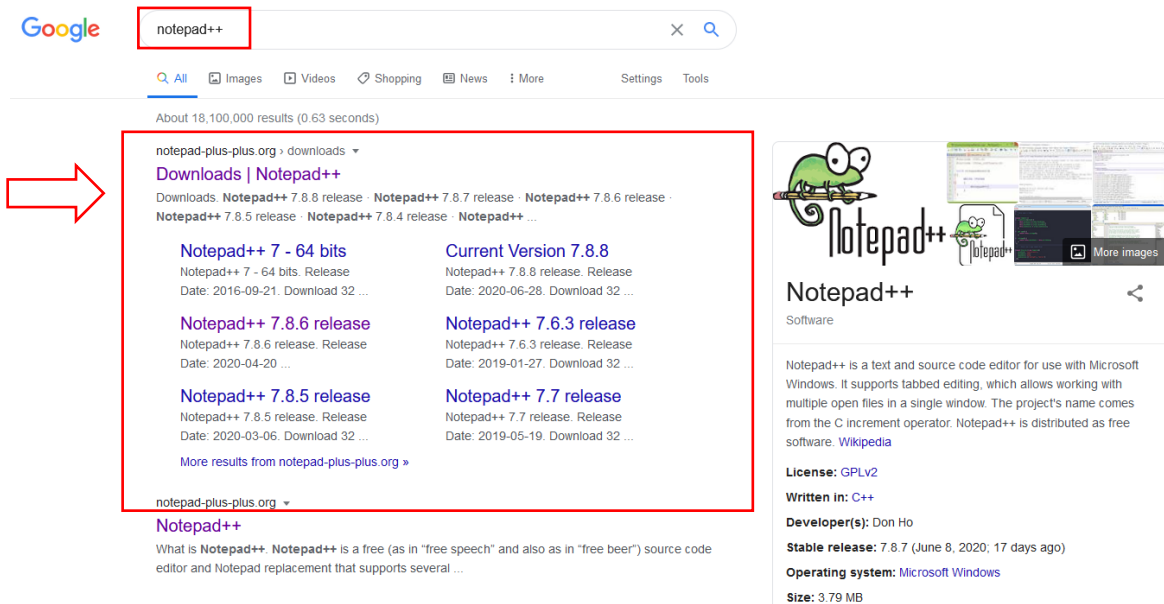 Google
notepad++
All Images Videos Shopping News More Settings Tools
About 18,100,000 results (0.63 seconds)
notepad-plus-plus.org › downloads
Downloads | Notepad++
Downloads. Notepad++ 7.8.8 release · Notepad++ 7.8.7 release · Notepad++ 7.8.6 release ·
Notepad++ 7.8.5 release · Notepad++ 7.8.4 release · Notepad++ ...
Notepad++ 7 - 64 bits
Notepad++ 7 - 64 bits. Release
Date: 2016-09-21. Download 32 ...
Current Version 7.8.8
Notepad++ 7.8.8 release. Release
Date: 2020-06-28. Download 32 ...
Notepad++ 7.8.6 release
Notepad++ 7.8.6 release. Release
Date: 2020-04-20 ...
Notepad++ 7.6.3 release
Notepad++ 7.6.3 release. Release
Date: 2019-01-27. Download 32 ...
Notepad++ 7.8.5 release
Notepad++ 7.8.5 release. Release
Date: 2020-03-06. Download 32 ...
Notepad++ 7.7 release
Notepad++ 7.7 release. Release
Date: 2019-05-19. Download 32 ...
More results from notepad-plus-plus.org »
notepad-plus-plus.org
Notepad++
What is Notepad++. Notepad++ is a free (as in “free speech” and also as in “free beer”) source code
editor and Notepad replacement that supports several ...
Notepad++
Notepad++
More images
Notepad++
Software
Notepad++ is a text and source code editor for use with Microsoft
Windows. It supports tabbed editing, which allows working with
multiple open files in a single window. The project's name comes
from the C increment operator. Notepad++ is distributed as free
software. Wikipedia
License: GPLv2
Written in: C++
Developer(s): Don Ho
Stable release: 7.8.7 (June 8, 2020; 17 days ago)
Operating system: Microsoft Windows
Size: 3.79 MB